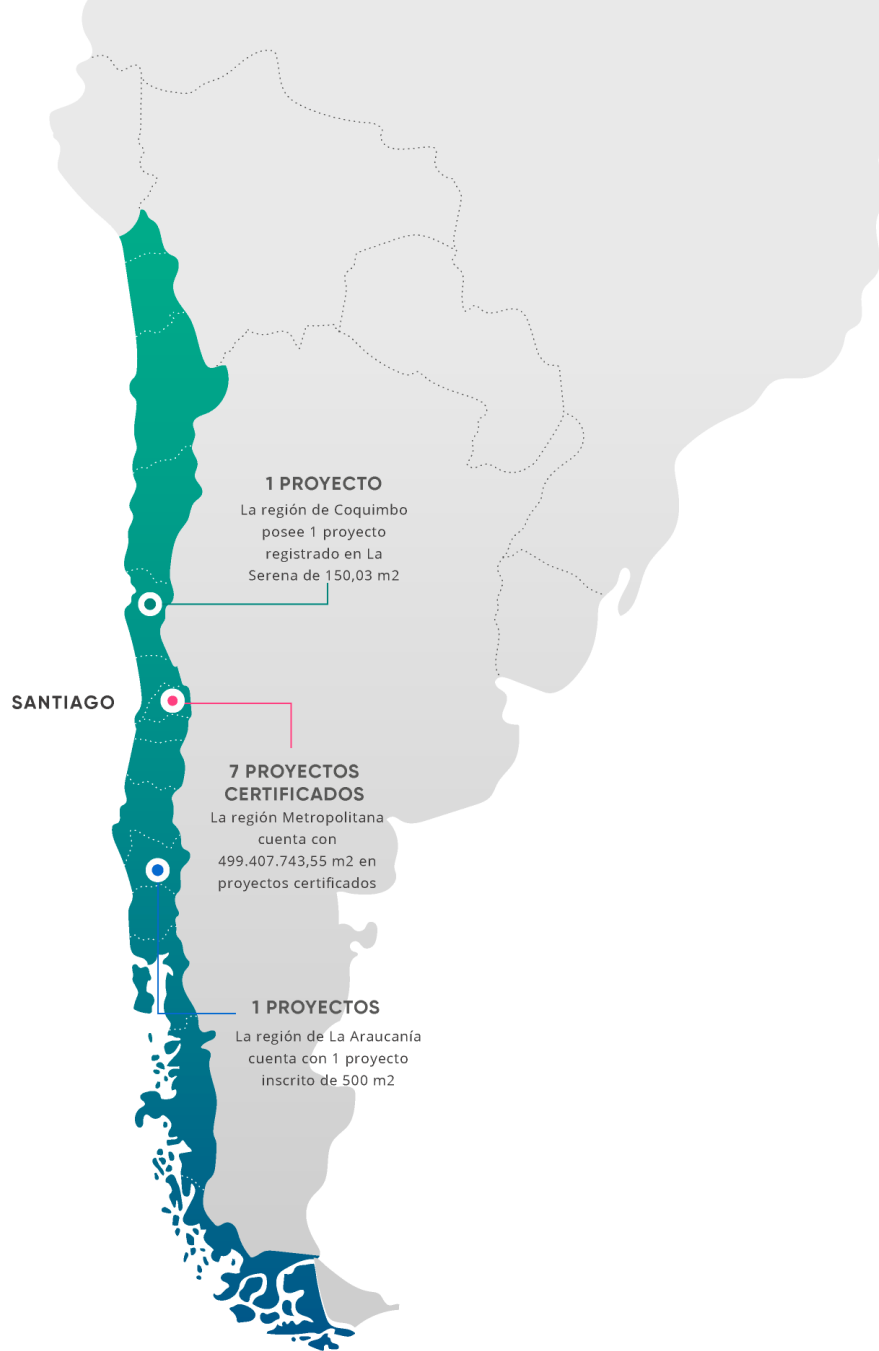 1 PROYECTO
La región de Coquimbo
posee 1 proyecto
registrado en La
Serena de 150,03 m2
SANTIAGO
7 PROYECTOS
CERTIFICADOS
La región Metropolitana
cuenta con
499.407.743,55 m2 en
proyectos certificados
1 PROYECTOS
La región de La Araucanía
cuenta con 1 proyecto
inscrito de 500 m2